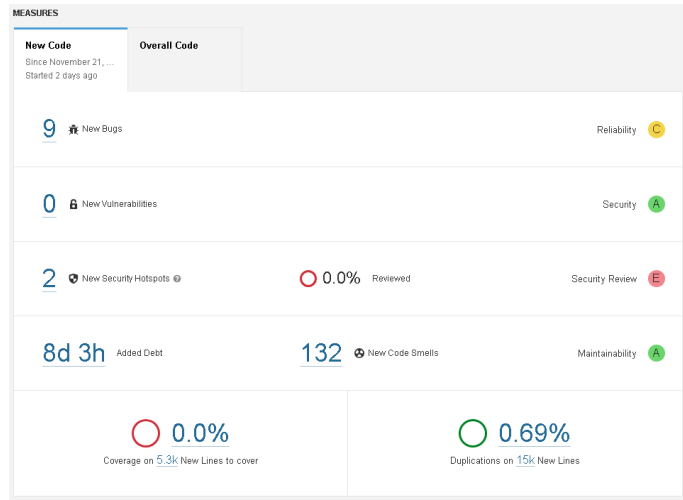 MEASURES
New Code
Overall Code
Since November 21, ...
Started 2 days ago
9 New Bugs
Reliability C
0 New Vulnerabilities
Security A
2 New Security Hotspots ?
0.0% Reviewed
Security Review E
8d 3h Added Debt
132 New Code Smells
Maintainability A
0.0%
Coverage on 5.3k New Lines to cover
0.69%
Duplications on 15k New Lines